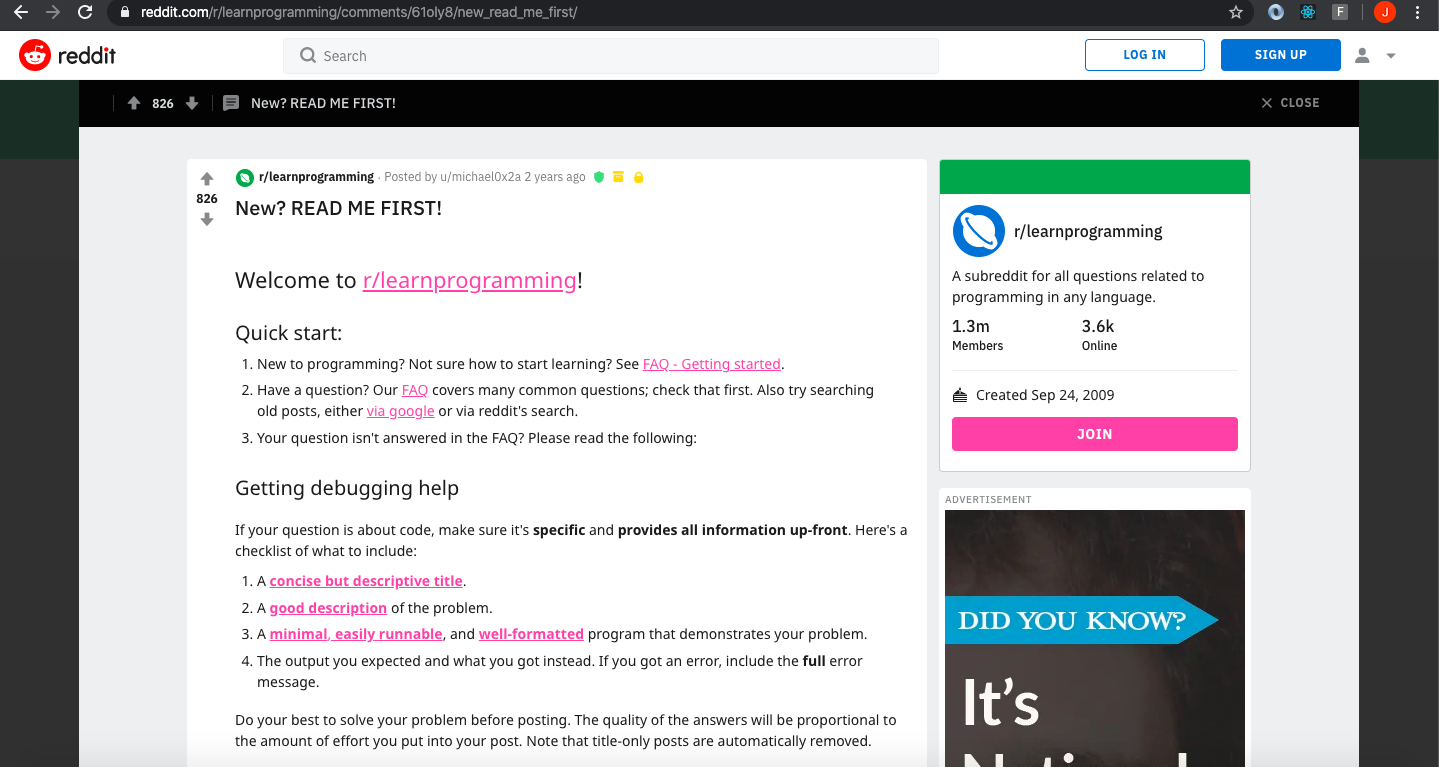 reddit.com/r/learnprogramming/comments/61oly8/new_read_me_first/
F
J
reddit
Search
LOG IN
SIGN UP
826
New? READ ME FIRST!
CLOSE
r/learnprogramming · Posted by u/michael0x2a 2 years ago
826
New? READ ME FIRST!
Welcome to r/learnprogramming!
Quick start:
1. New to programming? Not sure how to start learning? See FAQ - Getting started.
2. Have a question? Our FAQ covers many common questions; check that first. Also try searching
old posts, either via google or via reddit's search.
3. Your question isn't answered in the FAQ? Please read the following:
Getting debugging help
If your question is about code, make sure it's specific and provides all information up-front. Here's a
checklist of what to include:
1. A concise but descriptive title.
2. A good description of the problem.
3. A minimal, easily runnable, and well-formatted program that demonstrates your problem.
4. The output you expected and what you got instead. If you got an error, include the full error
message.
Do your best to solve your problem before posting. The quality of the answers will be proportional to
the amount of effort you put into your post. Note that title-only posts are automatically removed.
r/learnprogramming
A subreddit for all questions related to
programming in any language.
1.3m
Members
3.6k
Online
Created Sep 24, 2009
JOIN
ADVERTISEMENT
DID YOU KNOW?
It's